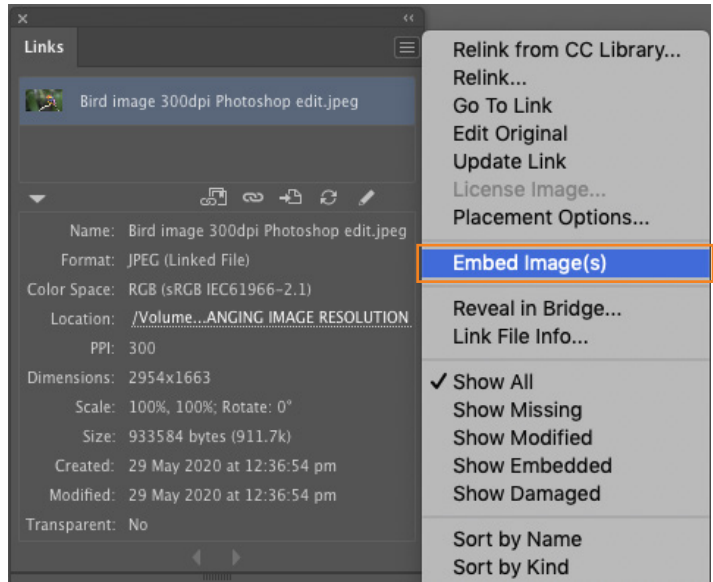 Links
Bird image 300dpi Photoshop edit.jpeg
Name: Bird image 300dpi Photoshop edit.jpeg
Format: JPEG (Linked File)
Color Space: RGB (sRGB IEC61966-2.1)
Location: /Volume...ANGING IMAGE RESOLUTION
PPI: 300
Dimensions: 2954x1663
Scale: 100%, 100%; Rotate: 0°
Size: 933584 bytes (911.7k)
Created: 29 May 2020 at 12:36:54 pm
Modified: 29 May 2020 at 12:36:54 pm
Transparent: No
Relink from CC Library...
Relink...
Go To Link
Edit Original
Update Link
License Image...
Placement Options...
Embed Image(s)
Reveal in Bridge...
Link File Info...
Show All
Show Missing
Show Modified
Show Embedded
Show Damaged
Sort by Name
Sort by Kind